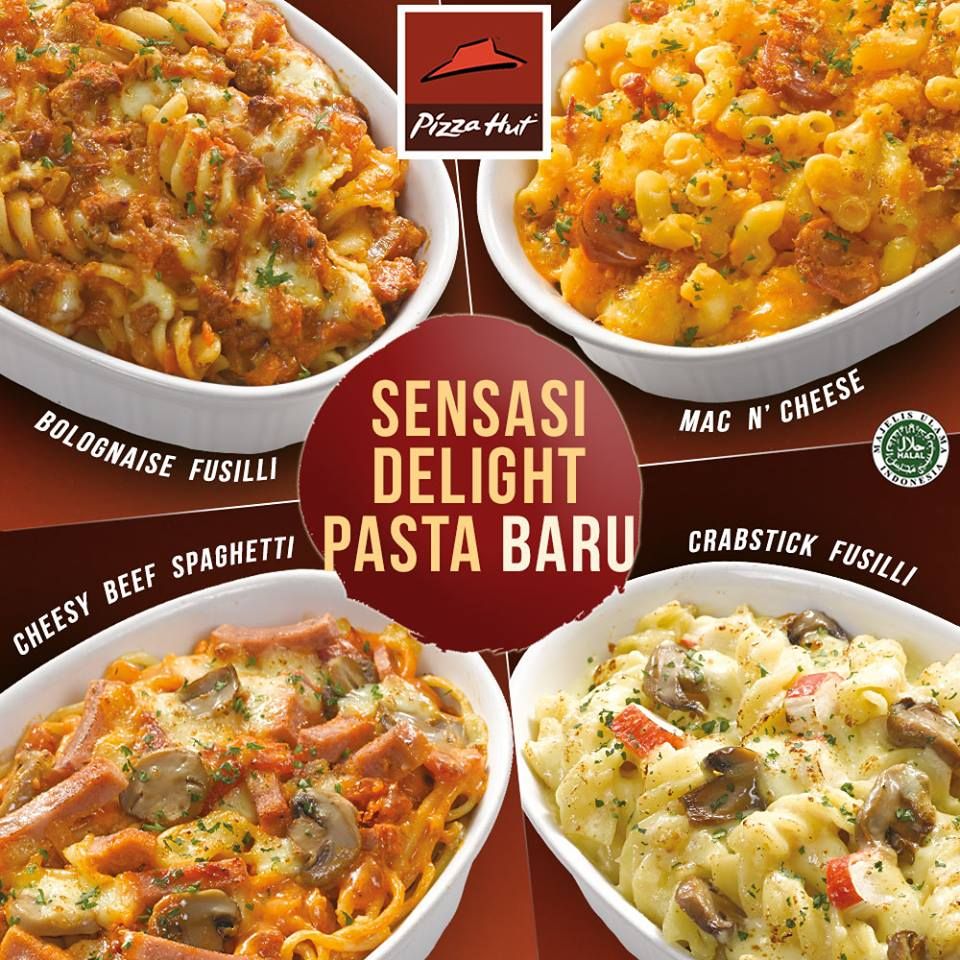 Pizza Hut
BOLOGNAISE FUSILLI
MAC N' CHEESE
SENSASI
DELIGHT
PASTA BARU
MAJELIS ULAMA
حلال
HALAL
INDONESIA
CHEESY BEEF SPAGHETTI
CRABSTICK FUSILLI